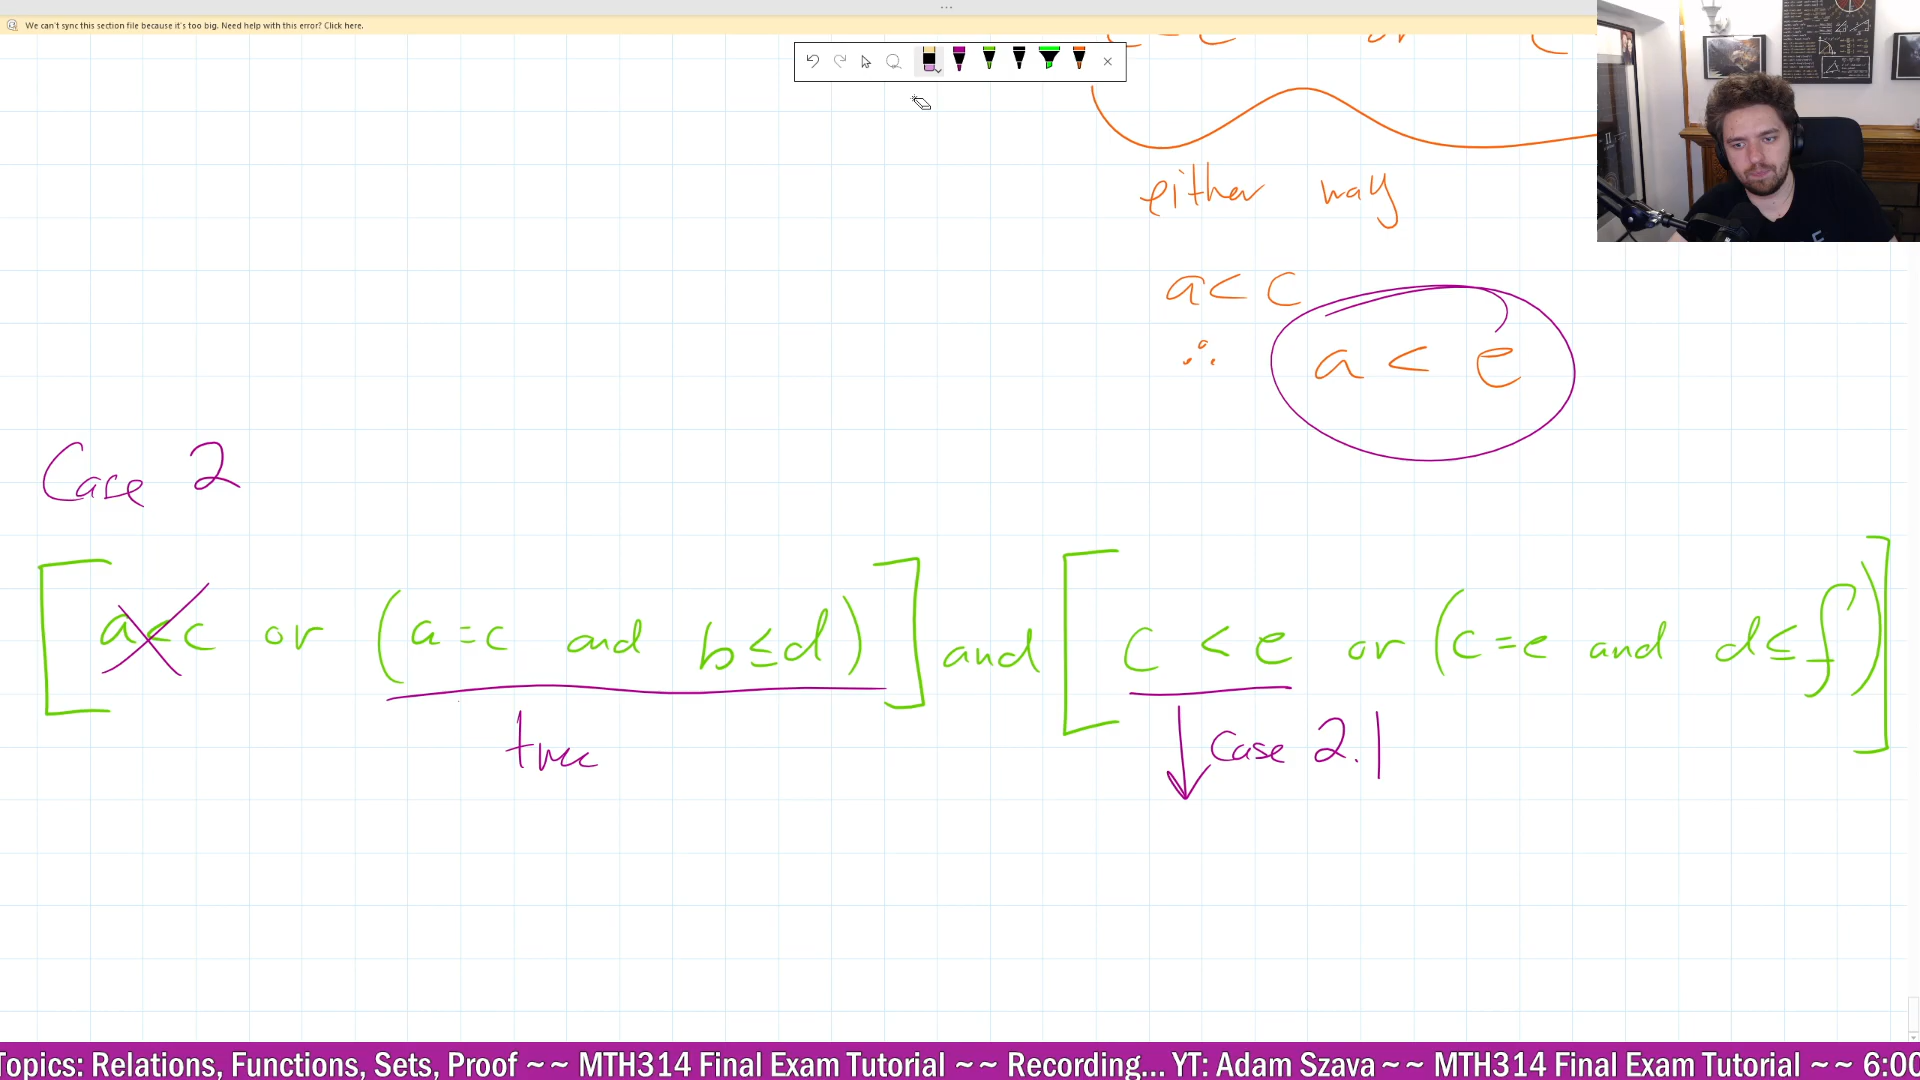 We can't sync this section file because it's too big. Need help with this error? Click here.
either way
a < c
∴ a < e
Case 2
[a<c or (a=c and b≤d)] and [c<e or (c=e and d≤f)]
true
Case 2.1
Topics: Relations, Functions, Sets, Proof ~~ MTH314 Final Exam Tutorial ~~ Recording... YT: Adam Szava ~~ MTH314 Final Exam Tutorial ~~ 6:00